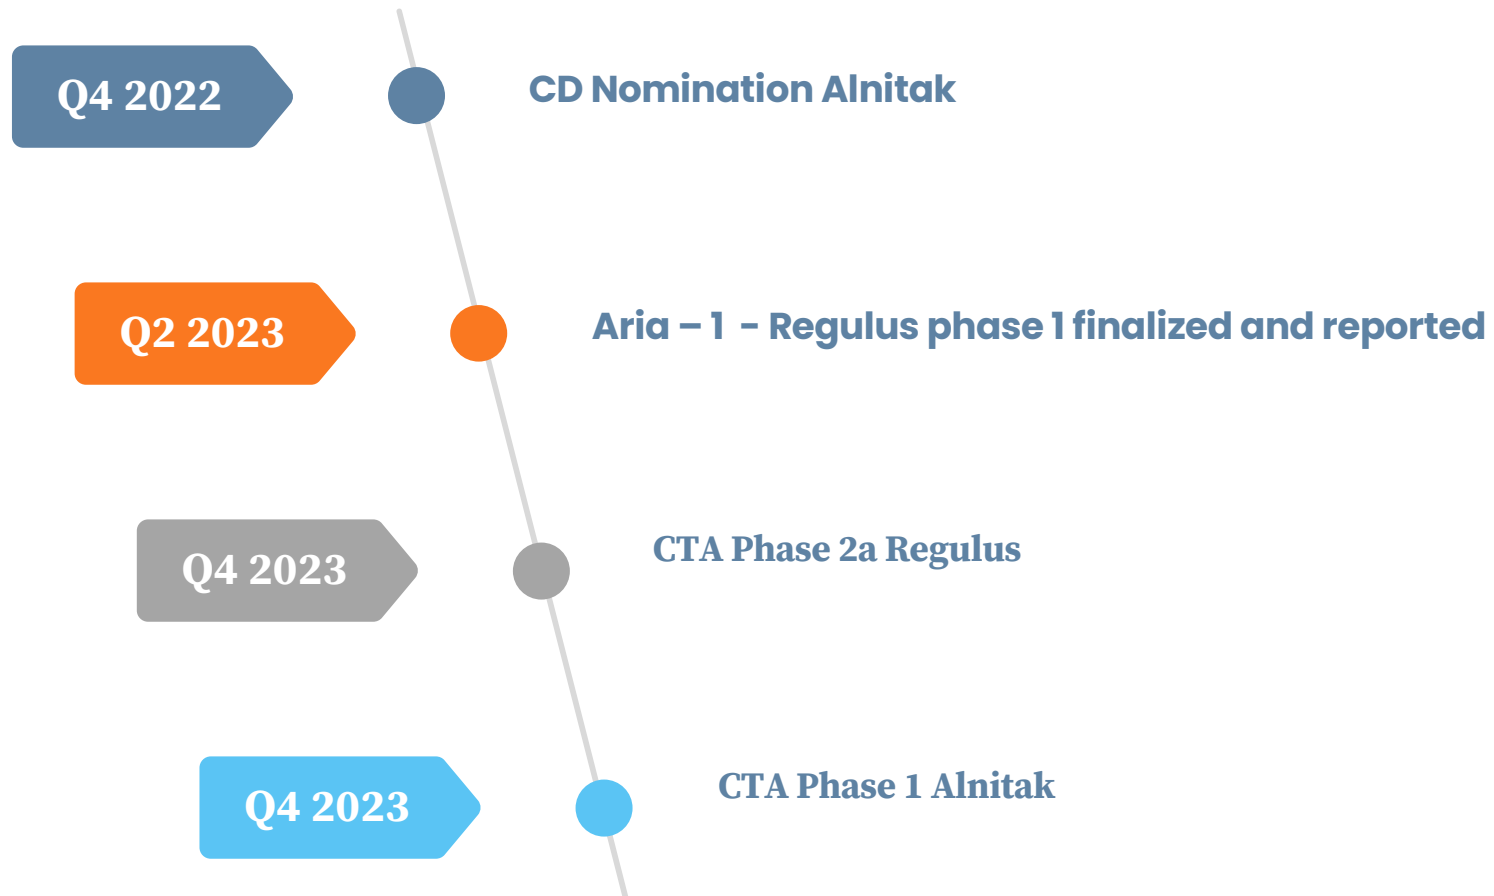 Q4 2022
CD Nomination Alnitak
Q2 2023
Aria – 1 - Regulus phase 1 finalized and reported
Q4 2023
CTA Phase 2a Regulus
Q4 2023
CTA Phase 1 Alnitak